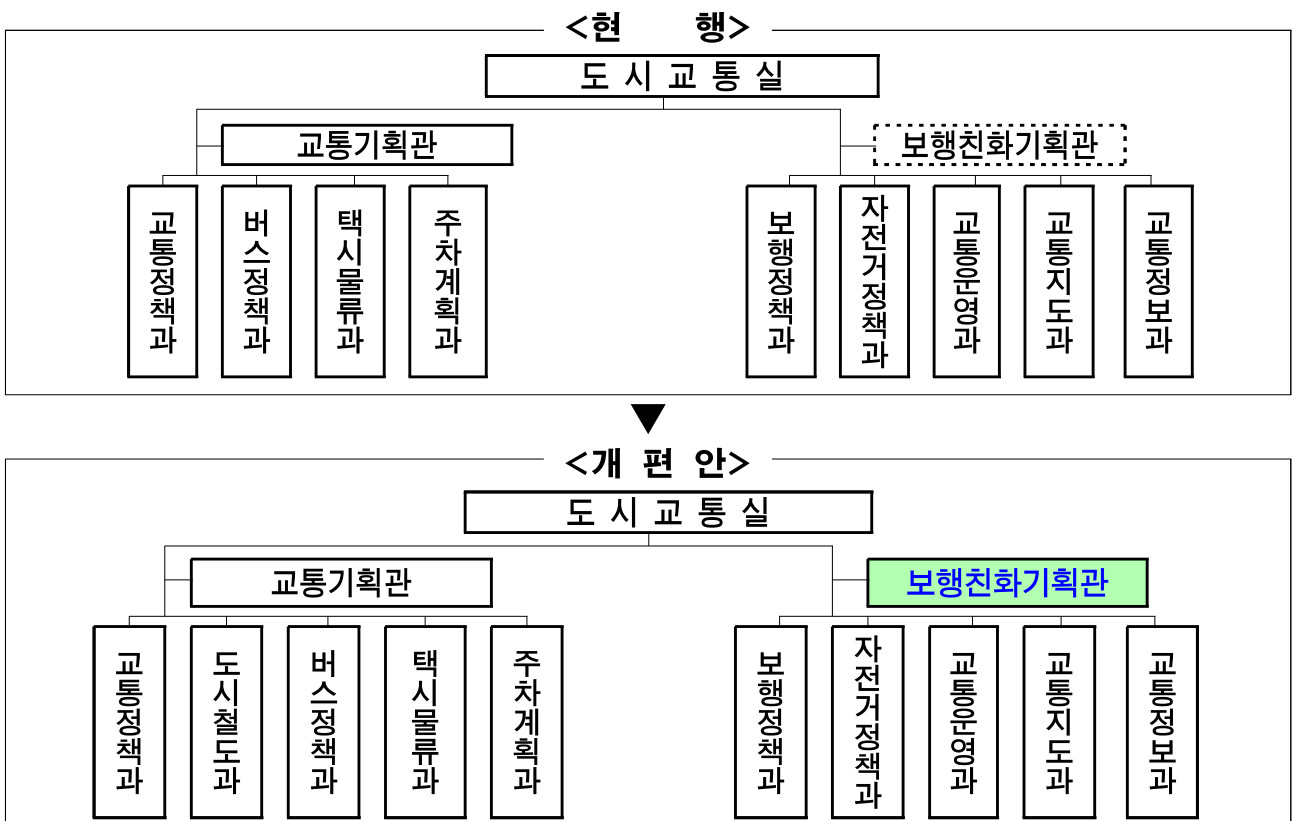 <현 행>
도 시 교 통 실
교통기획관
보행친화기획관
교통정책과
버스정책과
택시물류과
주차계획과
보행정책과
자전거정책과
교통운영과
교통지도과
교통정보과
<개 편 안>
도 시 교 통 실
교통기획관
보행친화기획관
교통정책과
도시철도과
버스정책과
택시물류과
주차계획과
보행정책과
자전거정책과
교통운영과
교통지도과
교통정보과